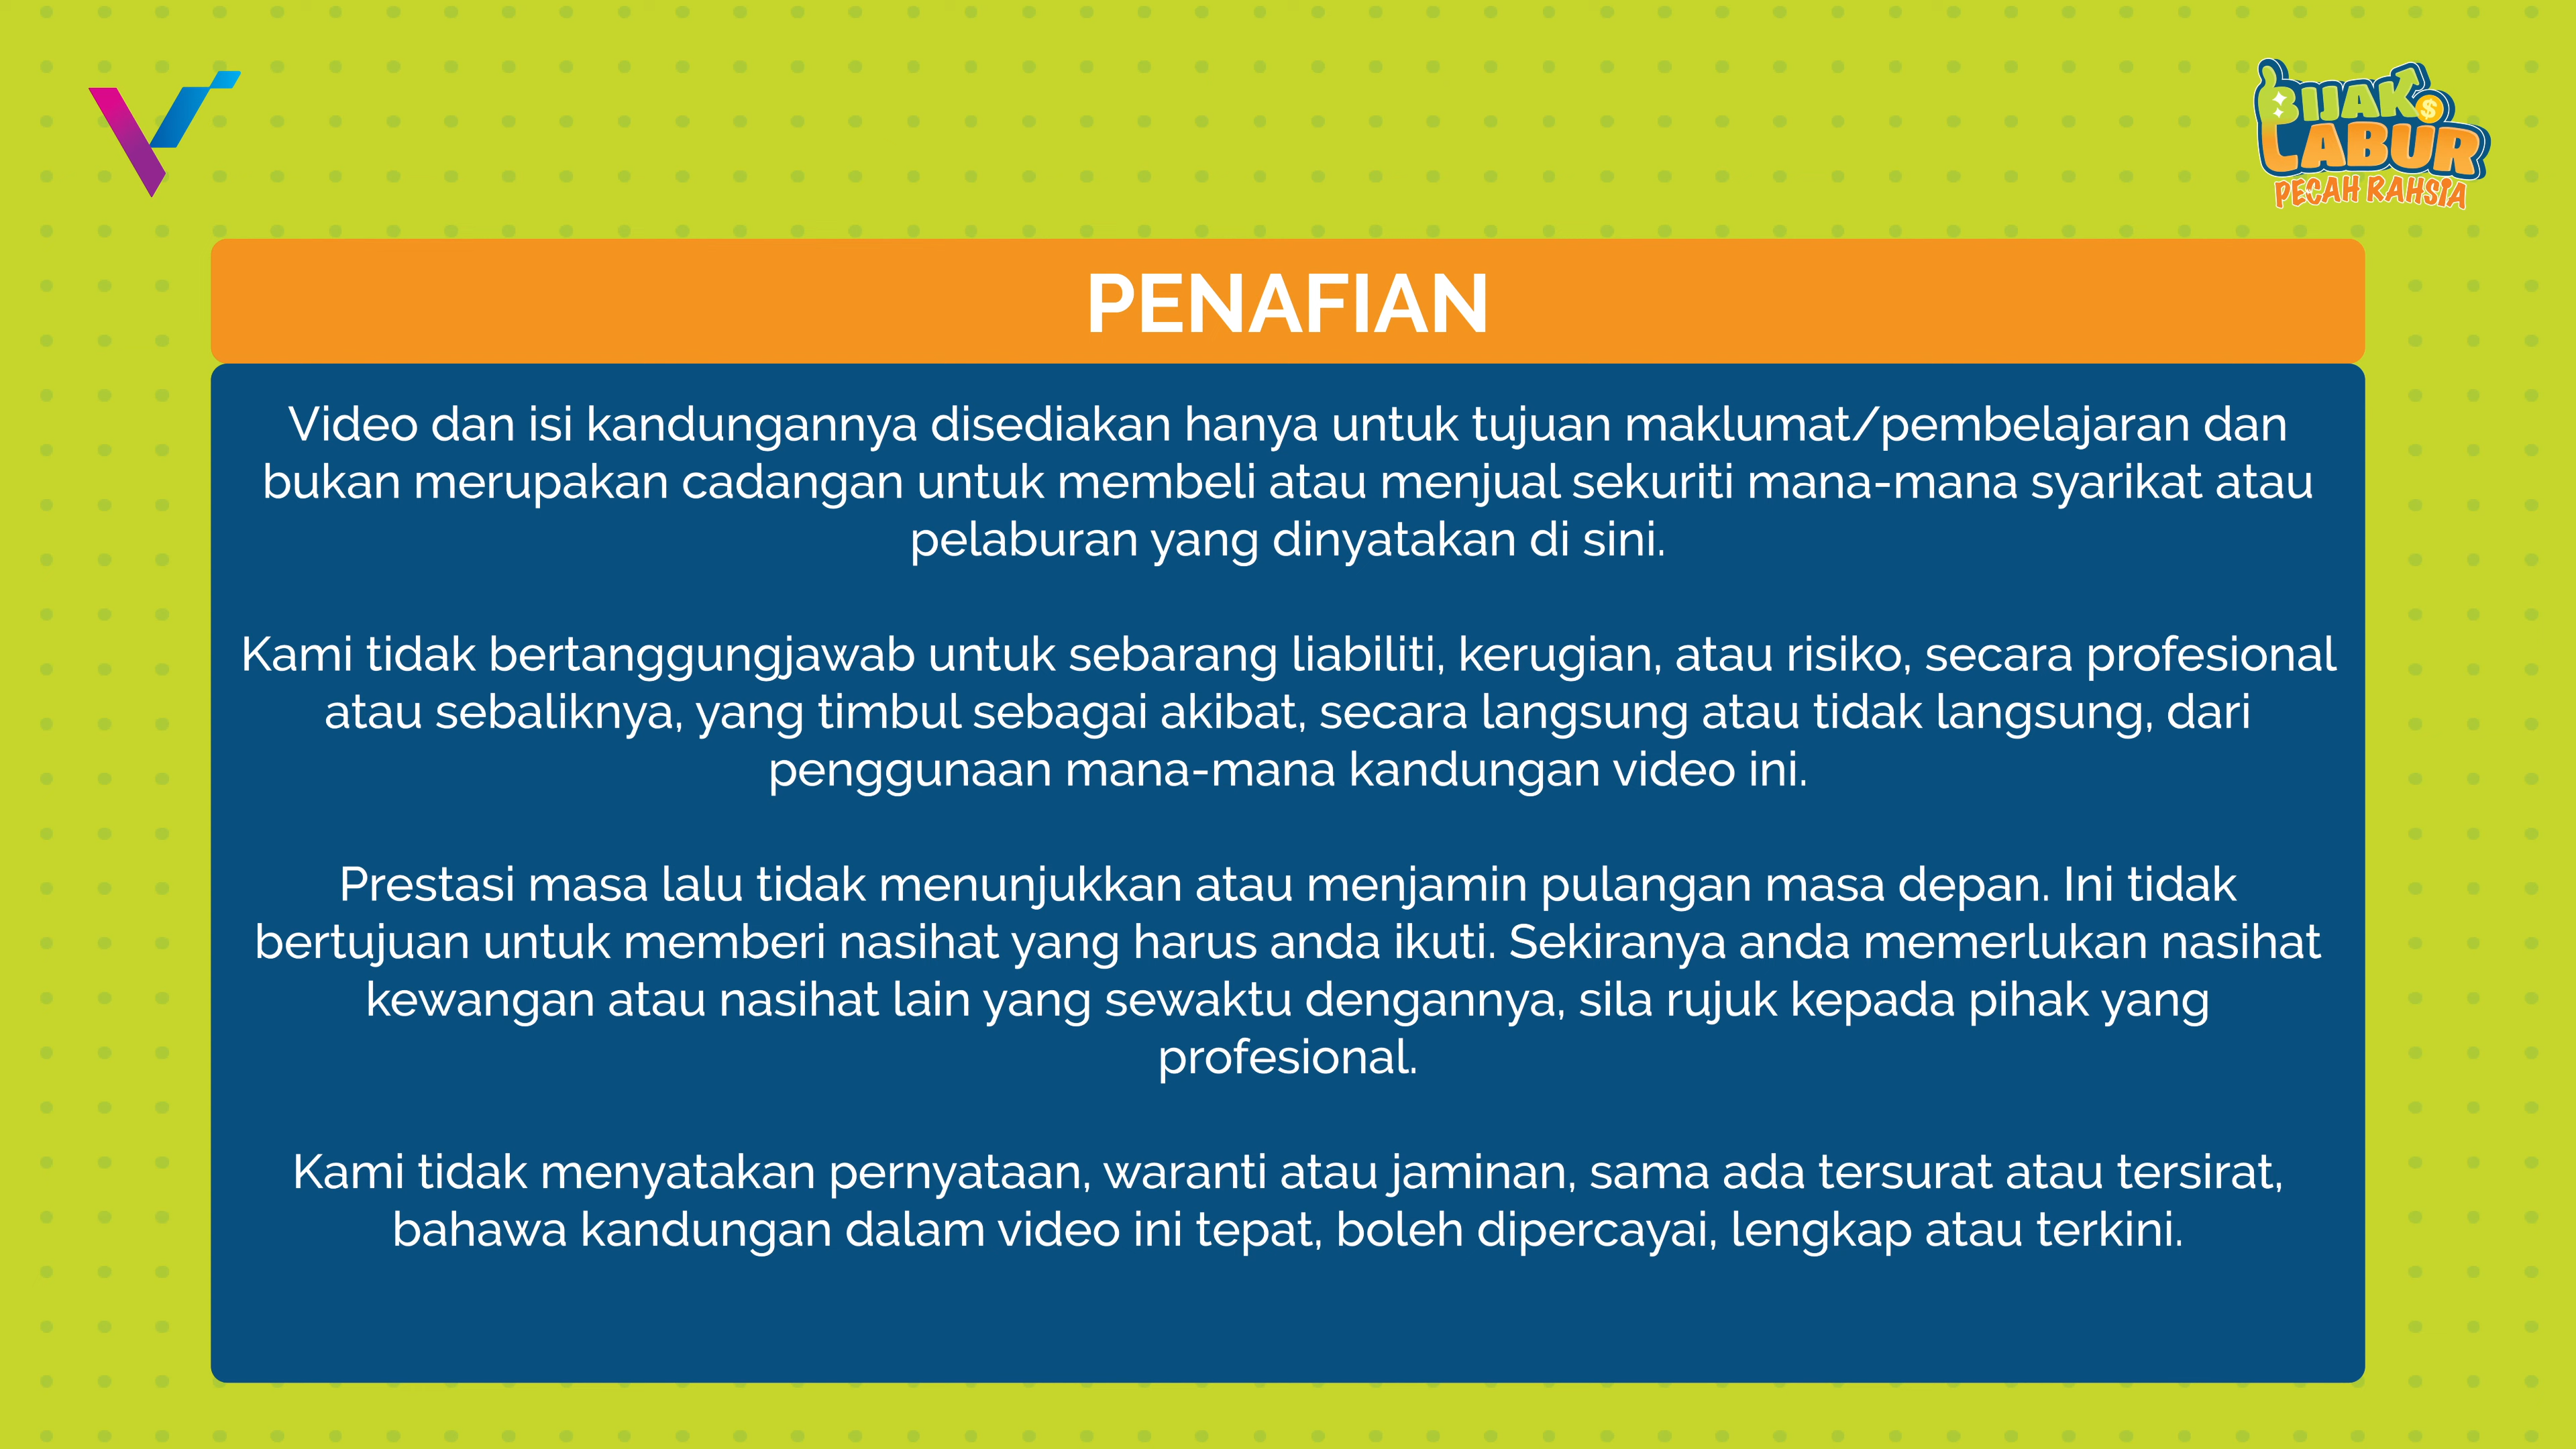 BIJAK
LABUR
PECAH RAHSIA
PENAFIAN
Video dan isi kandungannya disediakan hanya untuk tujuan maklumat/pembelajaran dan
bukan merupakan cadangan untuk membeli atau menjual sekuriti mana-mana syarikat atau
pelaburan yang dinyatakan di sini.
Kami tidak bertanggungjawab untuk sebarang liabiliti, kerugian, atau risiko, secara profesional
atau sebaliknya, yang timbul sebagai akibat, secara langsung atau tidak langsung, dari
penggunaan mana-mana kandungan video ini.
Prestasi masa lalu tidak menunjukkan atau menjamin pulangan masa depan. Ini tidak
bertujuan untuk memberi nasihat yang harus anda ikuti. Sekiranya anda memerlukan nasihat
kewangan atau nasihat lain yang sewaktu dengannya, sila rujuk kepada pihak yang
profesional.
Kami tidak menyatakan pernyataan, waranti atau jaminan, sama ada tersurat atau tersirat,
bahawa kandungan dalam video ini tepat, boleh dipercayai, lengkap atau terkini.